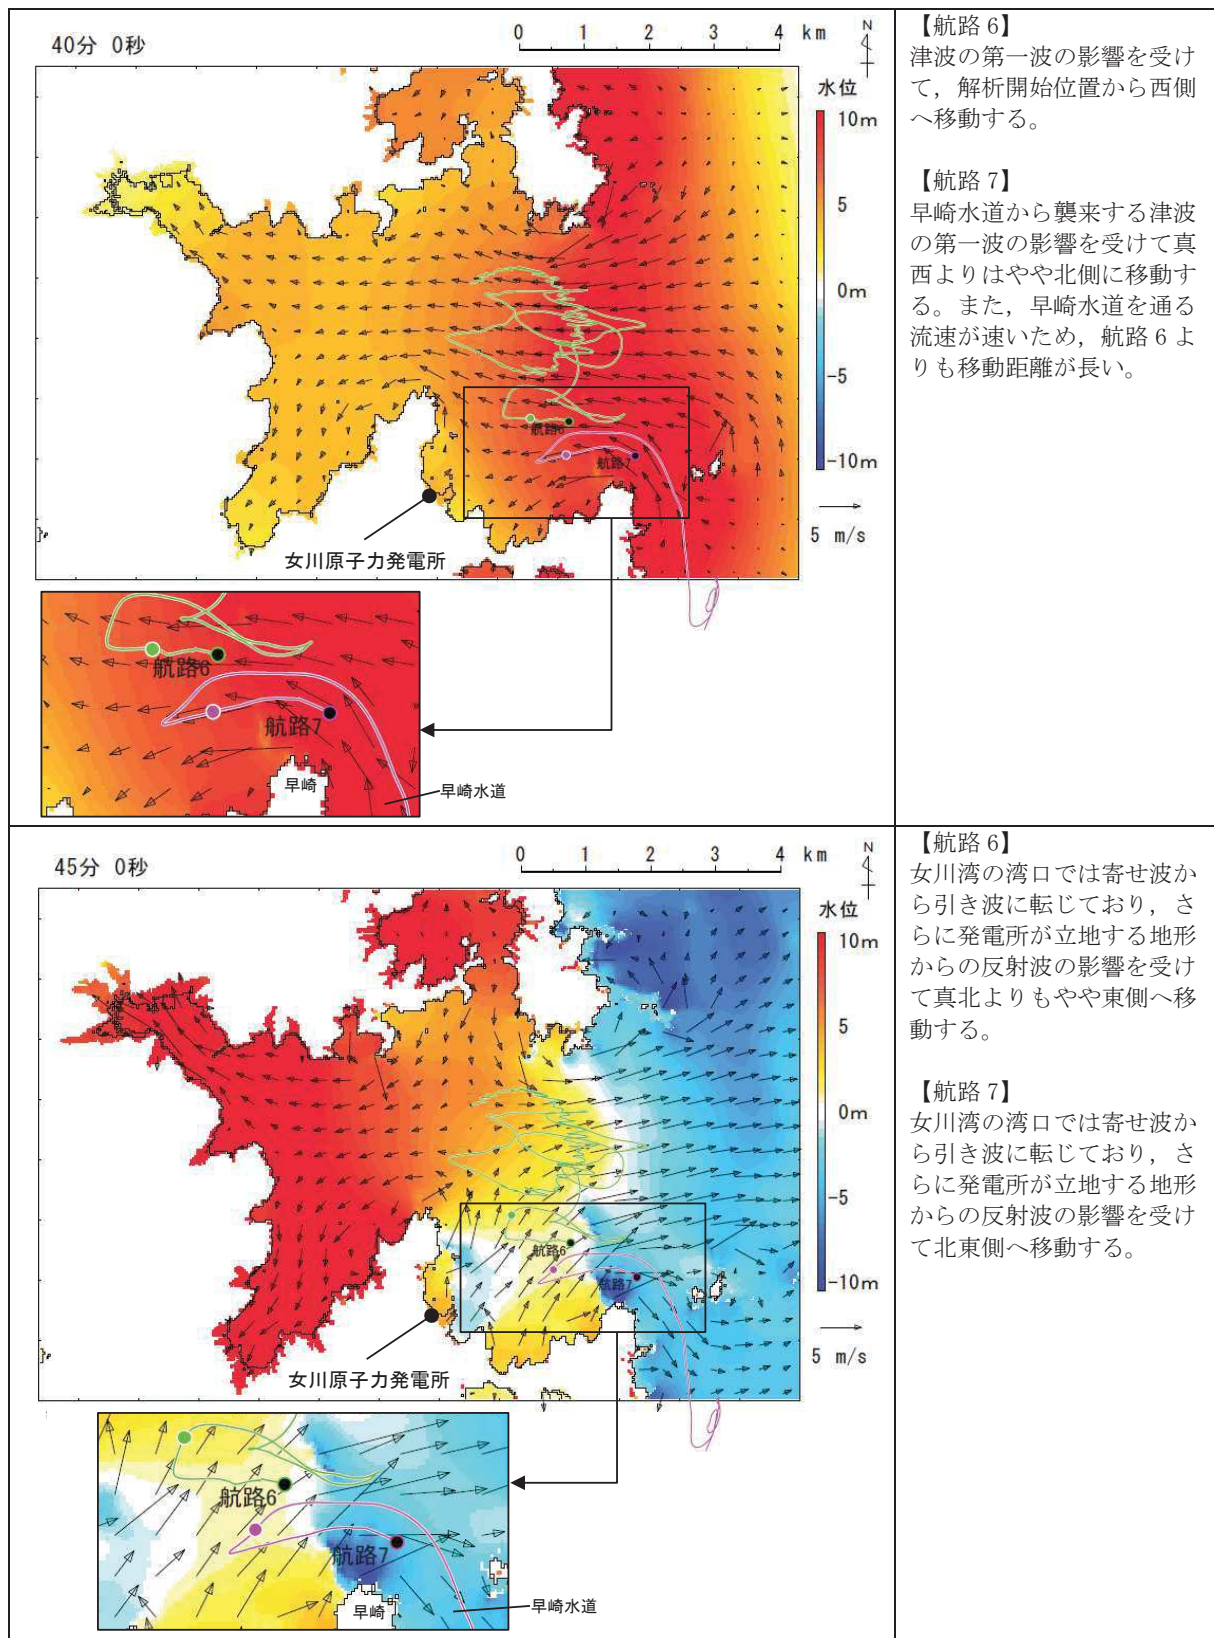 40分 0秒
0 1 2 3 4 km
N
水位
10m
5
0m
-5
-10m
5 m/s
航路6
航路7
女川原子力発電所
航路6
航路7
早崎
早崎水道
【航路6】
津波の第一波の影響を受け
て，解析開始位置から西側
へ移動する。
【航路7】
早崎水道から襲来する津波
の第一波の影響を受けて真
西よりはやや北側に移動す
る。また，早崎水道を通る
流速が速いため，航路6よ
りも移動距離が長い。
45分 0秒
0 1 2 3 4 km
N
水位
10m
5
0m
-5
-10m
5 m/s
航路6
航路7
女川原子力発電所
航路6
航路7
早崎
早崎水道
【航路6】
女川湾の湾口では寄せ波か
ら引き波に転じており，さ
らに発電所が立地する地形
からの反射波の影響を受け
て真北よりもやや東側へ移
動する。
【航路7】
女川湾の湾口では寄せ波か
ら引き波に転じており，さ
らに発電所が立地する地形
からの反射波の影響を受け
て北東側へ移動する。